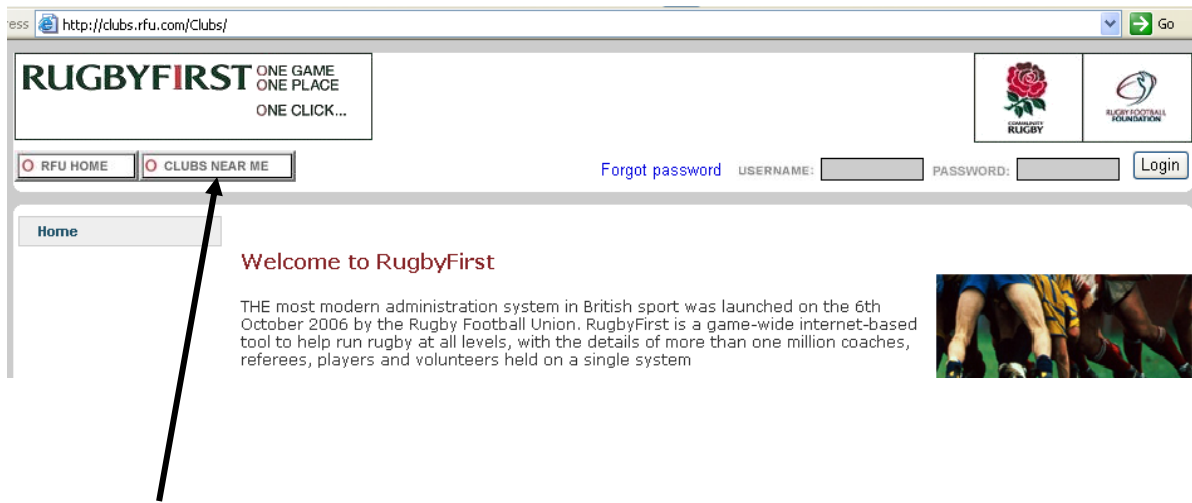 ess http://clubs.rfu.com/Clubs/ Go
RUGBYFIRST ONE GAME
ONE PLACE
ONE CLICK...
COMMUNITY
RUGBY
RUGBY FOOTBALL
FOUNDATION
RFU HOME CLUBS NEAR ME Forgot password USERNAME: PASSWORD: Login
Home
Welcome to RugbyFirst
THE most modern administration system in British sport was launched on the 6th
October 2006 by the Rugby Football Union. RugbyFirst is a game-wide internet-based
tool to help run rugby at all levels, with the details of more than one million coaches,
referees, players and volunteers held on a single system